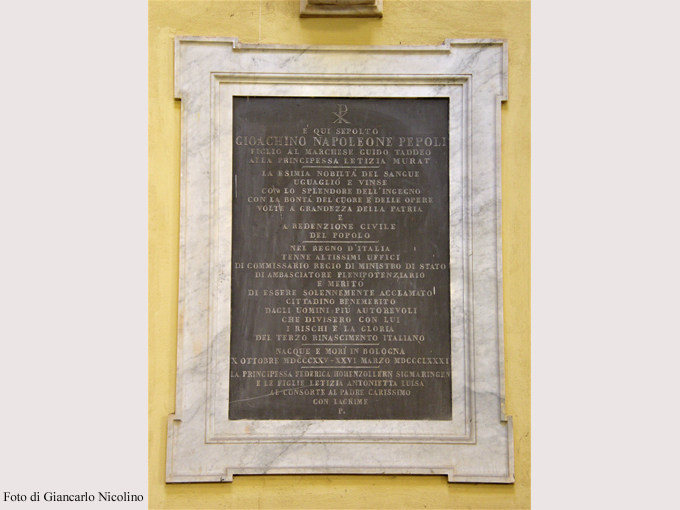 ☧
È QUI SEPOLTO
GIOACHINO NAPOLEONE PEPOLI
FIGLIO AL MARCHESE GUIDO TADDEO
ALLA PRINCIPESSA LETIZIA MURAT
LA ESIMIA NOBILTÀ DEL SANGUE
UGUAGLIÒ E VINSE
CON LO SPLENDORE DELL'INGEGNO
CON LA BONTÀ DEL CUORE E DELLE OPERE
VOLTE A GRANDEZZA DELLA PATRIA
E
A REDENZIONE CIVILE
DEL POPOLO
NEL REGNO D'ITALIA
TENNE ALTISSIMI UFFICI
DI COMMISSARIO REGIO DI MINISTRO DI STATO
DI AMBASCIATORE PLENIPOTENZIARIO
E MERITÒ
DI ESSERE SOLENNEMENTE ACCLAMATO
CITTADINO BENEMERITO
DAGLI UOMINI PIÙ AUTOREVOLI
CHE DIVISERO CON LUI
I RISCHI E LA GLORIA
DEL TERZO RINASCIMENTO ITALIANO
NACQUE E MORÌ IN BOLOGNA
X OTTOBRE MDCCCXXV - XXVI MARZO MDCCCLXXXI
LA PRINCIPESSA FEDERICA HOHENZOLLERN SIGMARINGEN
E LE FIGLIE LETIZIA ANTONIETTA LUISA
AL CONSORTE AL PADRE CARISSIMO
CON LACRIME
P.
Foto di Giancarlo Nicolino